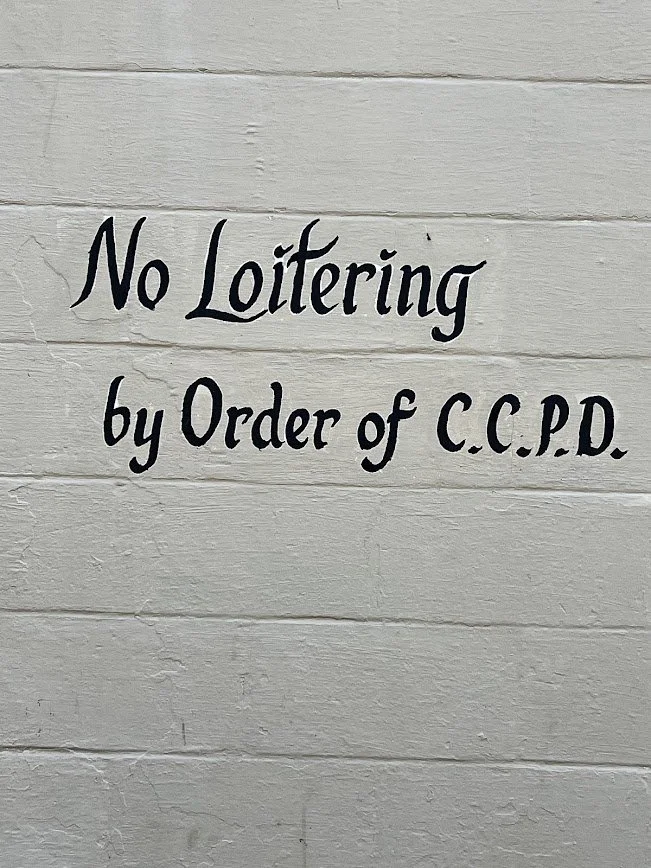 No Loitering
by Order of C.C.P.D.